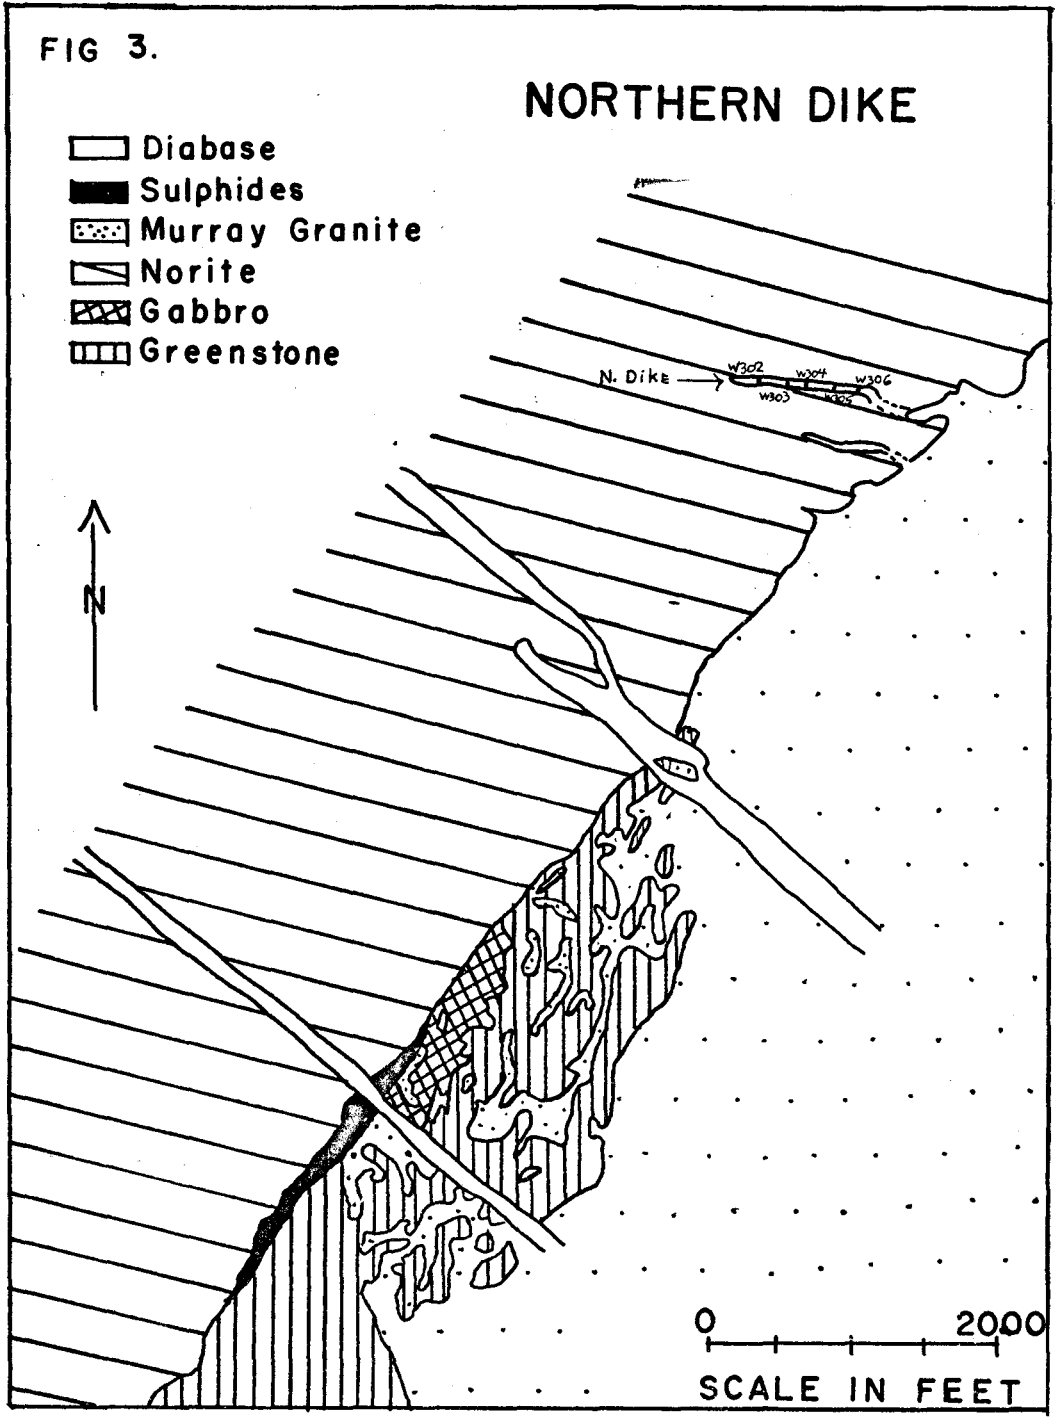 FIG 3.
NORTHERN DIKE
Diabase
Sulphides
Murray Granite
Norite
Gabbro
Greenstone
W302
W304
W306
N. DIKE
W303
W305
N
0 2000
SCALE IN FEET